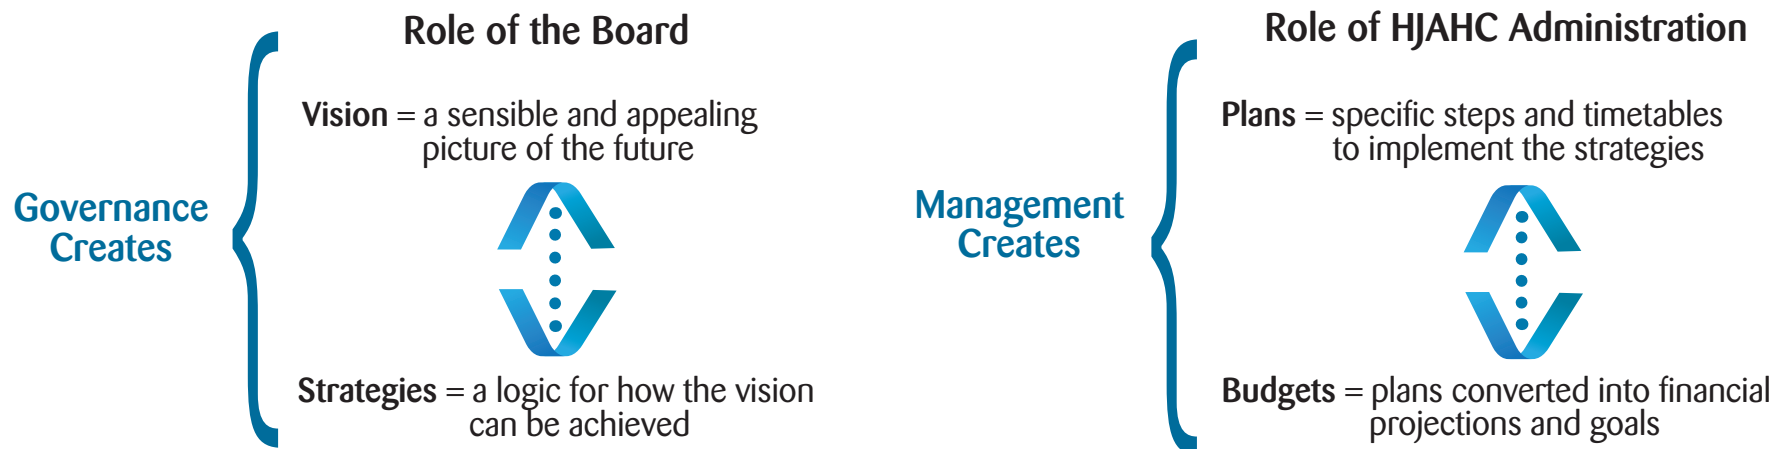 Role of the Board
Governance
Creates
Vision = a sensible and appealing
picture of the future
Strategies = a logic for how the vision
can be achieved
Role of HJAHC Administration
Management
Creates
Plans = specific steps and timetables
to implement the strategies
Budgets = plans converted into financial
projections and goals